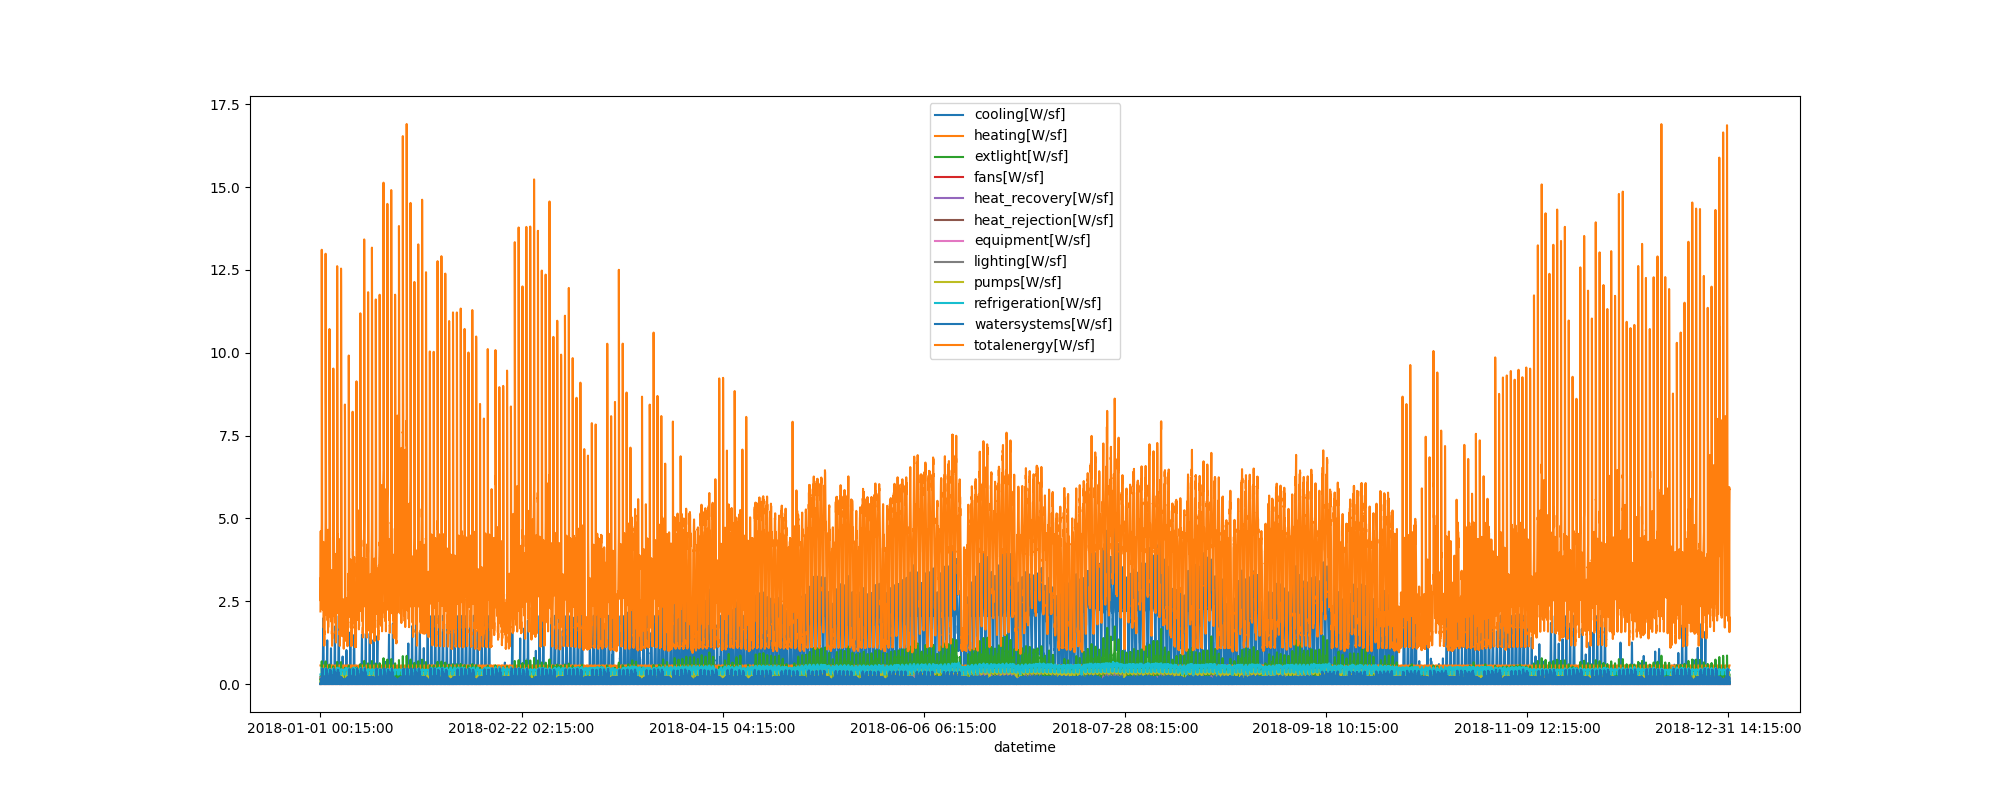 17.5
15.0
12.5
10.0
7.5
5.0
2.5
0.0
cooling[W/sf]
heating[W/sf]
extlight[W/sf]
fans[W/sf]
heat_recovery[W/sf]
heat_rejection[W/sf]
equipment[W/sf]
lighting[W/sf]
pumps[W/sf]
refrigeration[W/sf]
watersystems[W/sf]
totalenergy[W/sf]
2018-01-01 00:15:00 2018-02-22 02:15:00 2018-04-15 04:15:00 2018-06-06 06:15:00 2018-07-28 08:15:00 2018-09-18 10:15:00 2018-11-09 12:15:00 2018-12-31 14:15:00
datetime